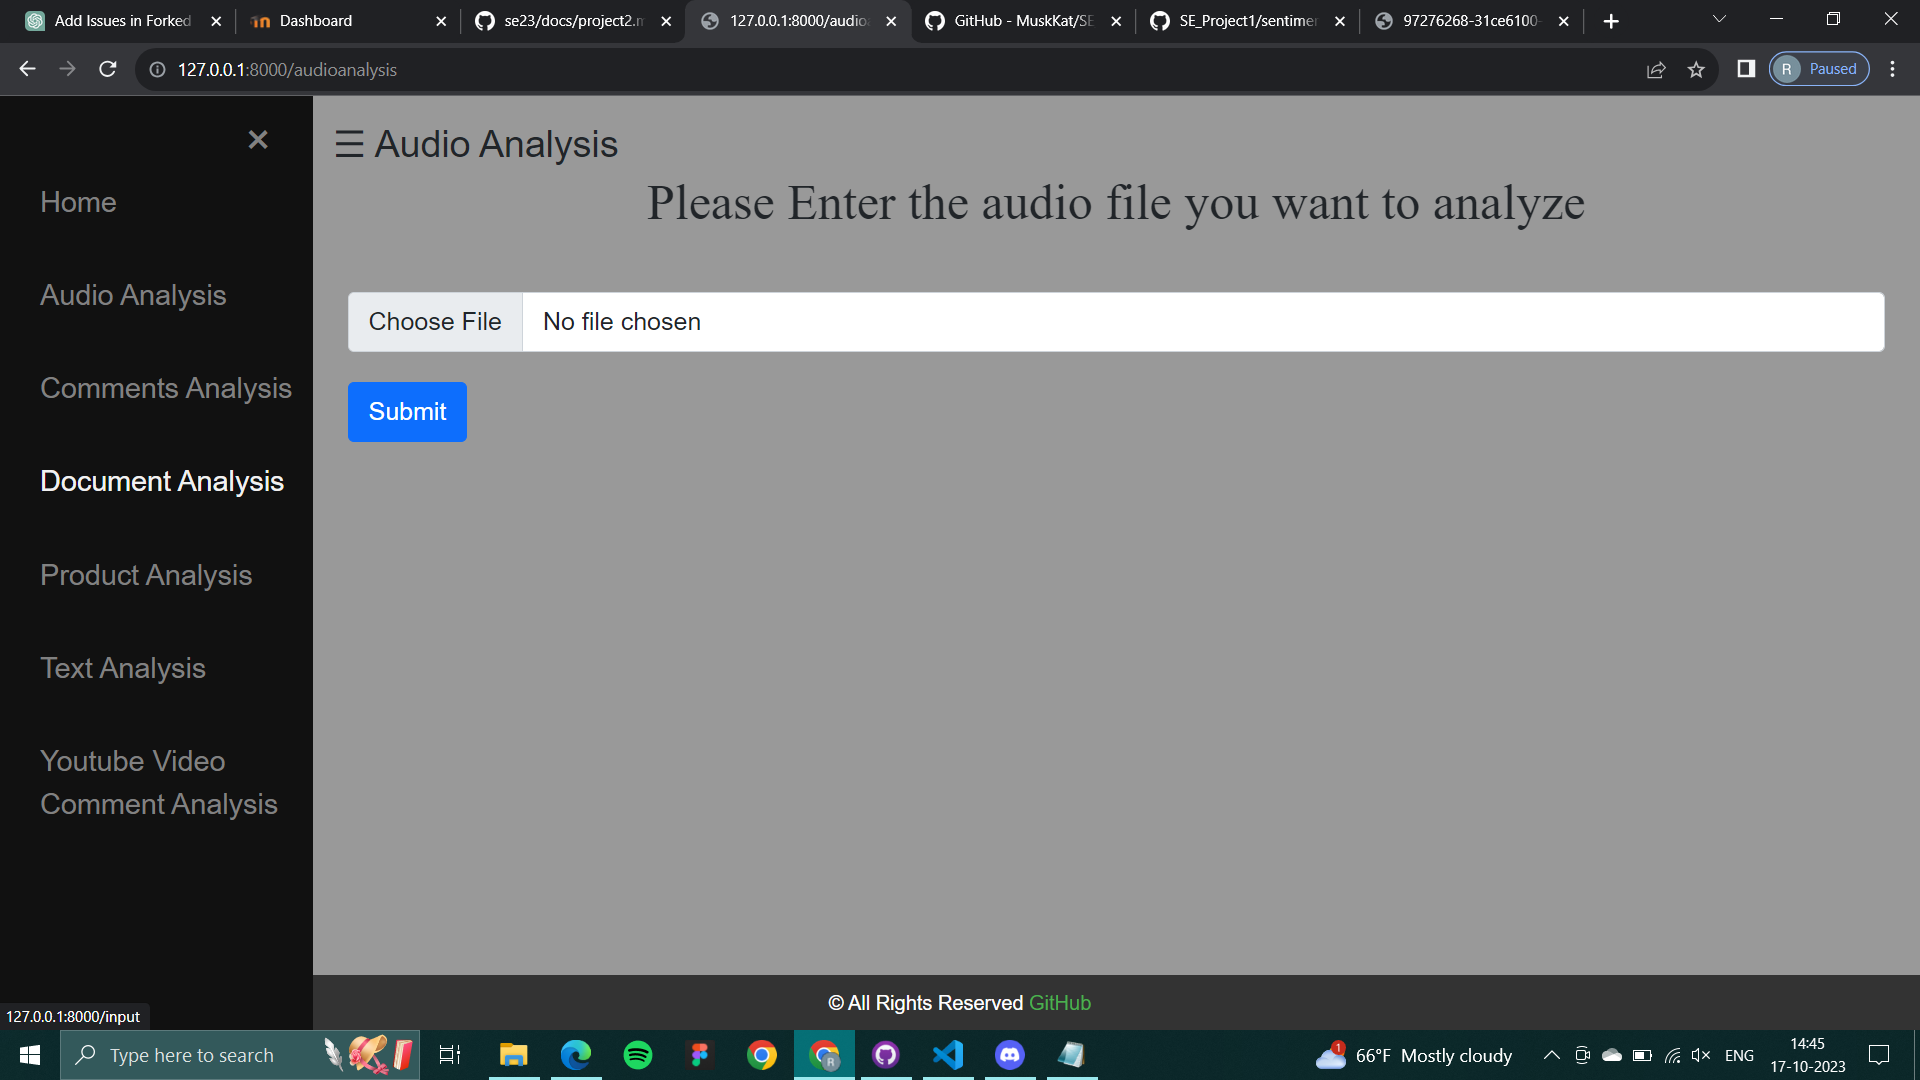 Add Issues in Forked
Dashboard
se23/docs/project2.m
127.0.0.1:8000/audioa
GitHub - MuskKat/SE
SE_Project1/sentimen
97276268-31ce6100-
127.0.0.1:8000/audioanalysis
R Paused
×
☰ Audio Analysis
Please Enter the audio file you want to analyze
Home
Audio Analysis
Choose File No file chosen
Comments Analysis
Submit
Document Analysis
Product Analysis
Text Analysis
Youtube Video
Comment Analysis
© All Rights Reserved GitHub
127.0.0.1:8000/input
Type here to search
R
1
66°F Mostly cloudy
ENG
14:45
17-10-2023